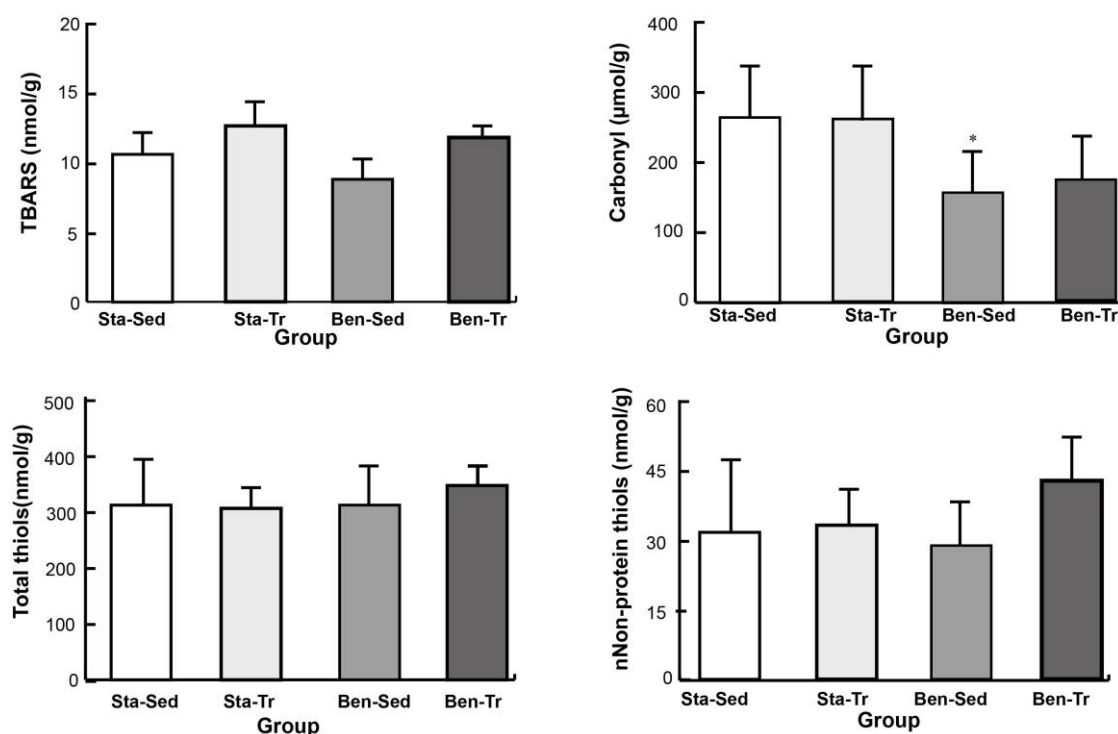 TBARS (nmol/g)
20
15
10
5
0
Sta-Sed Sta-Tr Ben-Sed Ben-Tr
Group
Carbonyl (µmol/g)
400
300
200
100
0
*
Sta-Sed Sta-Tr Ben-Sed Ben-Tr
Group
Total thiols(nmol/g)
500
400
300
200
100
0
Sta-Sed Sta-Tr Ben-Sed Ben-Tr
Group
nNon-protein thiols (nmol/g)
60
45
30
15
0
Sta-Sed Sta-Tr Ben-Sed Ben-Tr
Group